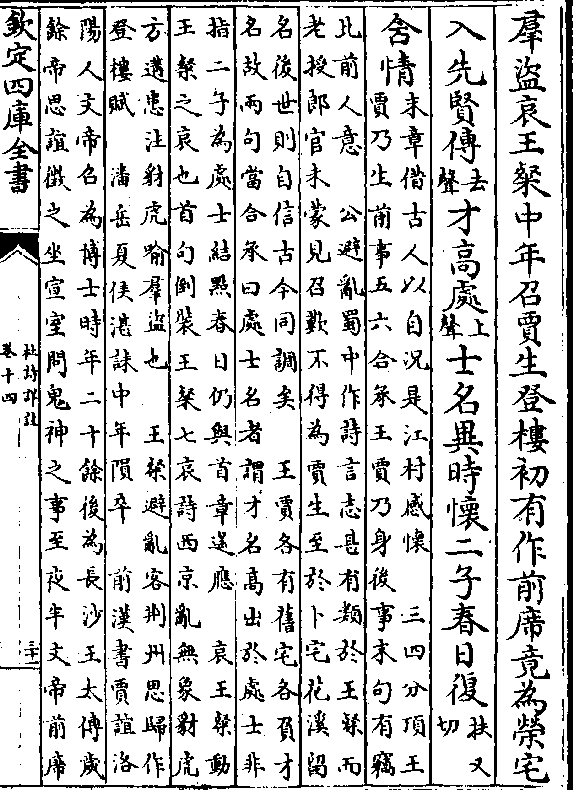 羣盜哀王粲中年召賈生登樓初有作前席竟為榮宅
入先賢傳去聲才高處上聲士名異時懷二子春日復扶又切
含情末章借古人以自况是江村感懷 三四分頂王
賈乃生前事五六合承王賈乃身後事末句有竊
比前人意 公避亂蜀中作詩言志甚有類於王粲而
老授郎官未蒙見召歎不得為賈生至於卜宅花溪留
名後世則自信古今同調矣 王賈各有舊宅各負才
名故兩句當合承曰處士名者謂才名高出於處士非
指二子為處士結點春日仍與首章遙應 哀王粲動
王粲之哀也首句倒裝王粲七哀詩西京亂無象豺虎
方遘患注豺虎喻羣盜也 王粲避亂客荆州思歸作
登樓賦 潘岳夏侯湛誄中年隕卒 前漢書賈誼洛
陽人文帝召為博士時年二十餘後為長沙王太傅歲
餘帝思誼徵之坐宣室問鬼神之事至夜半文帝前席
欽定四庫全書
杜詩詳註
卷十四